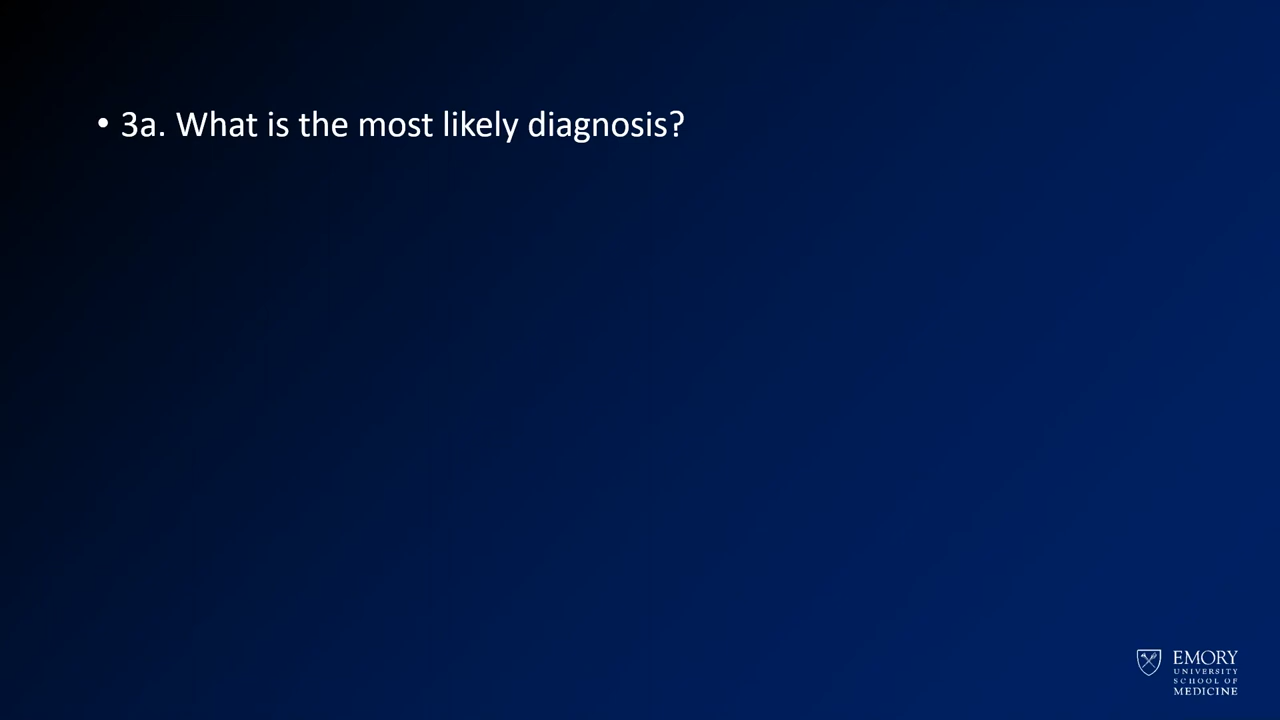 • 3a. What is the most likely diagnosis?
EMORY
UNIVERSITY
SCHOOL OF
MEDICINE